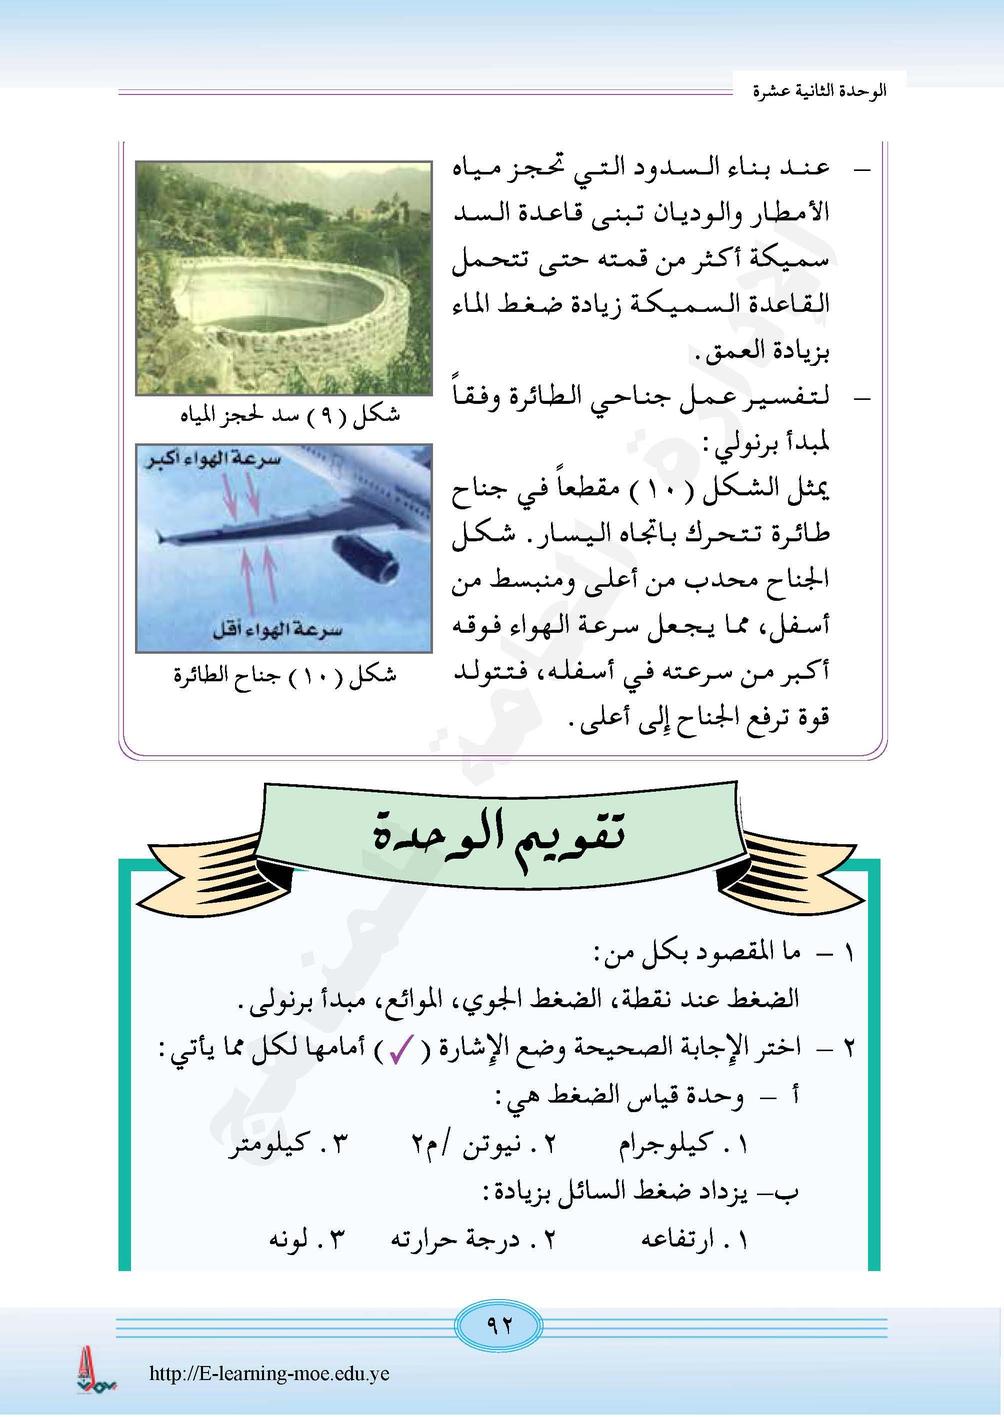 الوحدة الثانية عشرة
– عند بناء السدود التي تحجز مياه
الأمطار والوديان تبنى قاعدة السد
سميكة أكثر من قمته حتى تتحمل
القاعدة السميكة زيادة ضغط الماء
بزيادة العمق.
شكل (٩) سد لحجز المياه
– لتفسير عمل جناحي الطائرة وفقاً
لمبدأ برنولي:
يمثل الشكل (١٠) مقطعاً في جناح
طائرة تتحرك باتجاه اليسار. شكل
الجناح محدب من أعلى ومنبسط من
أسفل، مما يجعل سرعة الهواء فوقه
أكبر من سرعته في أسفله، فتتولد
قوة ترفع الجناح إلى أعلى.
سرعة الهواء أكبر
سرعة الهواء أقل
شكل (١٠) جناح الطائرة
تقويم الوحدة
١ – ما المقصود بكل من:
الضغط عند نقطة، الضغط الجوي، الموائع، مبدأ برنولى.
٢ – اختر الإجابة الصحيحة وضع الإشارة (✓) أمامها لكل مما يأتي:
أ – وحدة قياس الضغط هي:
١. كيلوجرام ٢. نيوتن /م٢ ٣. كيلومتر
ب– يزداد ضغط السائل بزيادة:
١. ارتفاعه ٢. درجة حرارته ٣. لونه
٩٢
http://E-learning-moe.edu.ye
الإدارة العامة للمناهج